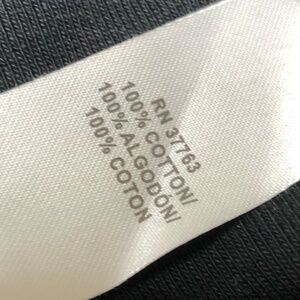 RN 37763
100% COTTON/
100% ALGODÓN/
100% COTON